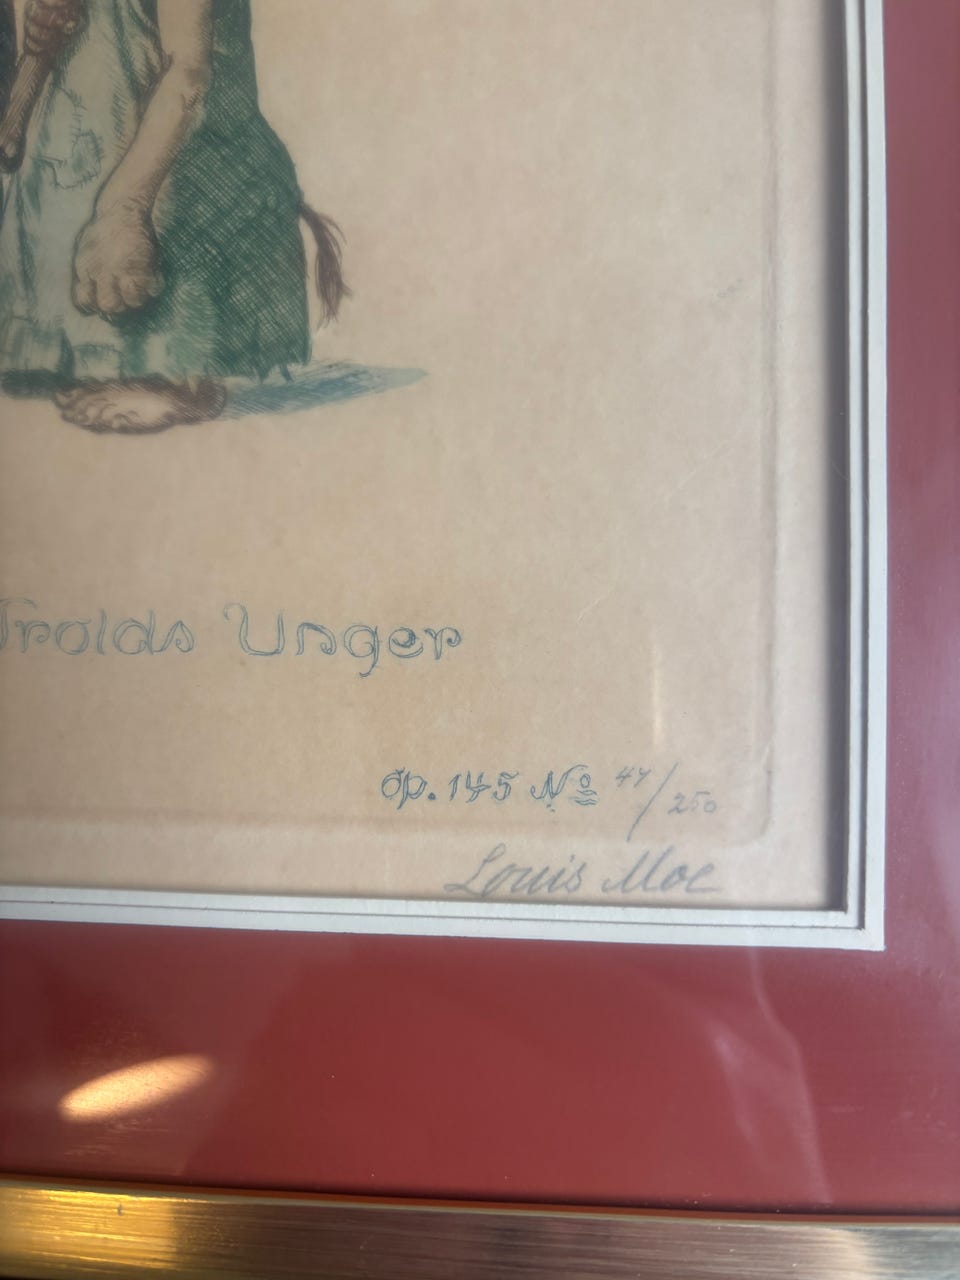 Trolds Unger
Op. 145 No 47/250
Louis Moe